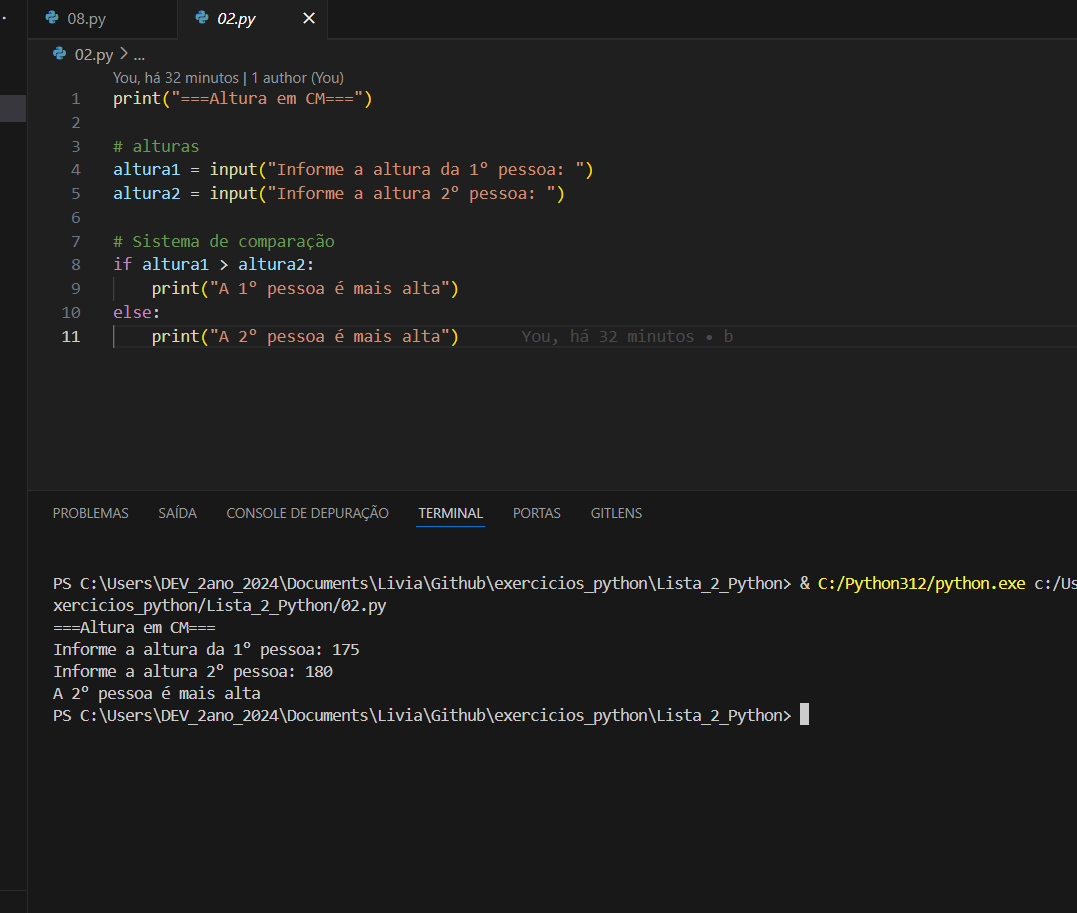 08.py
02.py
02.py > ...
You, há 32 minutos | 1 author (You)
1 print("===Altura em CM===")
2
3 # alturas
4 altura1 = input("Informe a altura da 1º pessoa: ")
5 altura2 = input("Informe a altura 2º pessoa: ")
6
7 # Sistema de comparação
8 if altura1 > altura2:
9     print("A 1º pessoa é mais alta")
10 else:
11     print("A 2º pessoa é mais alta") You, há 32 minutos • b
PROBLEMAS SAÍDA CONSOLE DE DEPURAÇÃO TERMINAL PORTAS GITLENS
PS C:\Users\DEV_2ano_2024\Documents\Livia\Github\exercicios_python\Lista_2_Python> & C:/Python312/python.exe c:/Us
xercicios_python/Lista_2_Python/02.py
===Altura em CM===
Informe a altura da 1º pessoa: 175
Informe a altura 2º pessoa: 180
A 2º pessoa é mais alta
PS C:\Users\DEV_2ano_2024\Documents\Livia\Github\exercicios_python\Lista_2_Python>